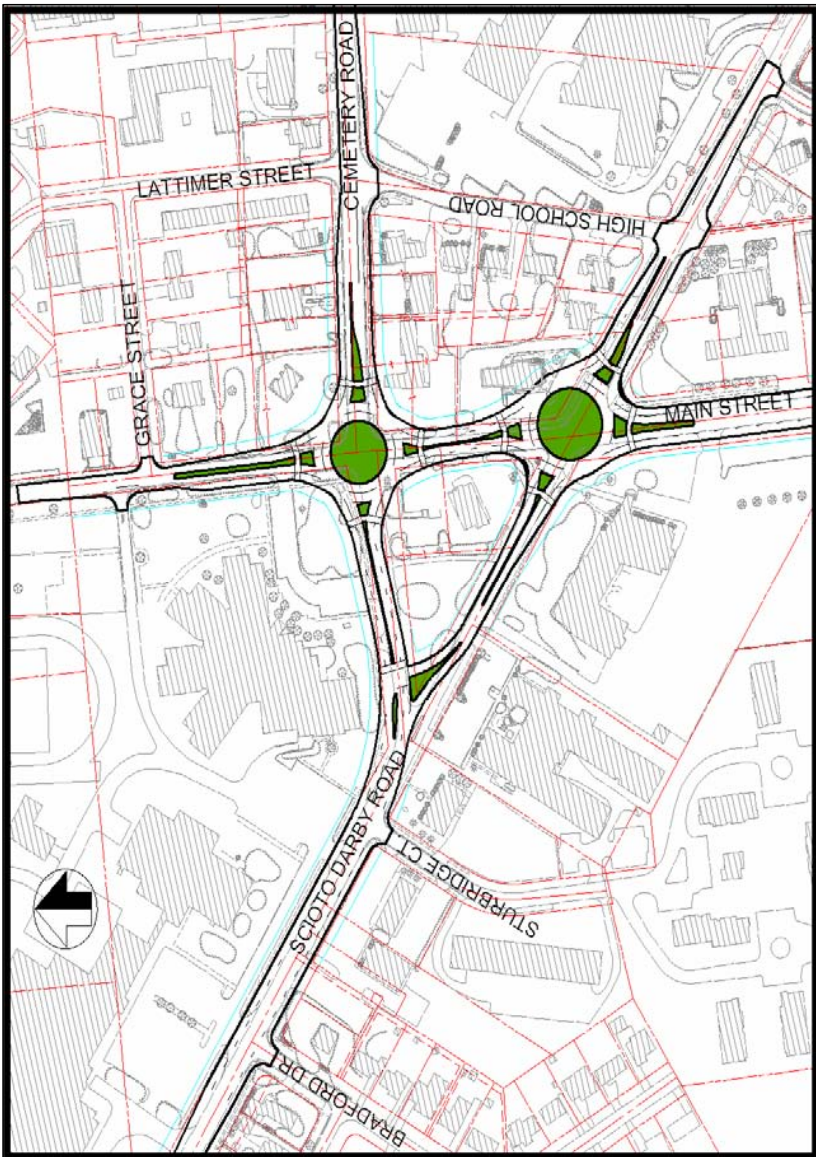 CEMETERY ROAD
LATTIMER STREET
HIGH SCHOOL ROAD
GRACE STREET
MAIN STREET
SCIOTO DARBY ROAD
STURBRIDGE CT.
BRADFORD DR.